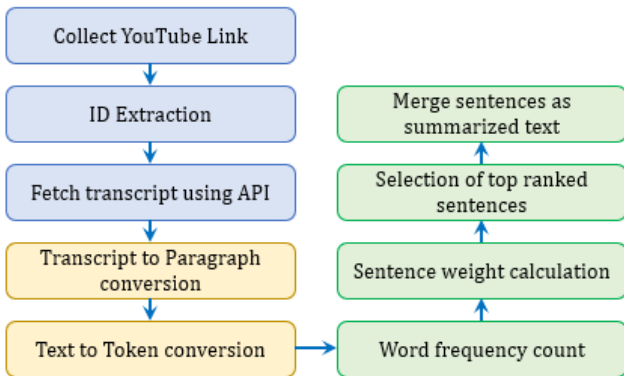 Collect YouTube Link
ID Extraction
Fetch transcript using API
Transcript to Paragraph
conversion
Text to Token conversion
Word frequency count
Sentence weight calculation
Selection of top ranked
sentences
Merge sentences as
summarized text